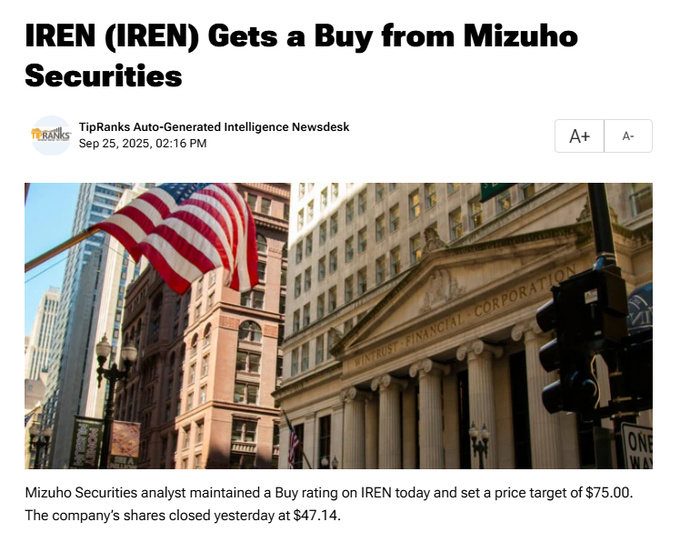 IREN (IREN) Gets a Buy from Mizuho
Securities
TIPRANKS
TipRanks Auto-Generated Intelligence Newsdesk
Sep 25, 2025, 02:16 PM
A+
A-
WINTRUST·FINANCIAL·CORPORATION
ONE
WAY
Mizuho Securities analyst maintained a Buy rating on IREN today and set a price target of $75.00.
The company's shares closed yesterday at $47.14.